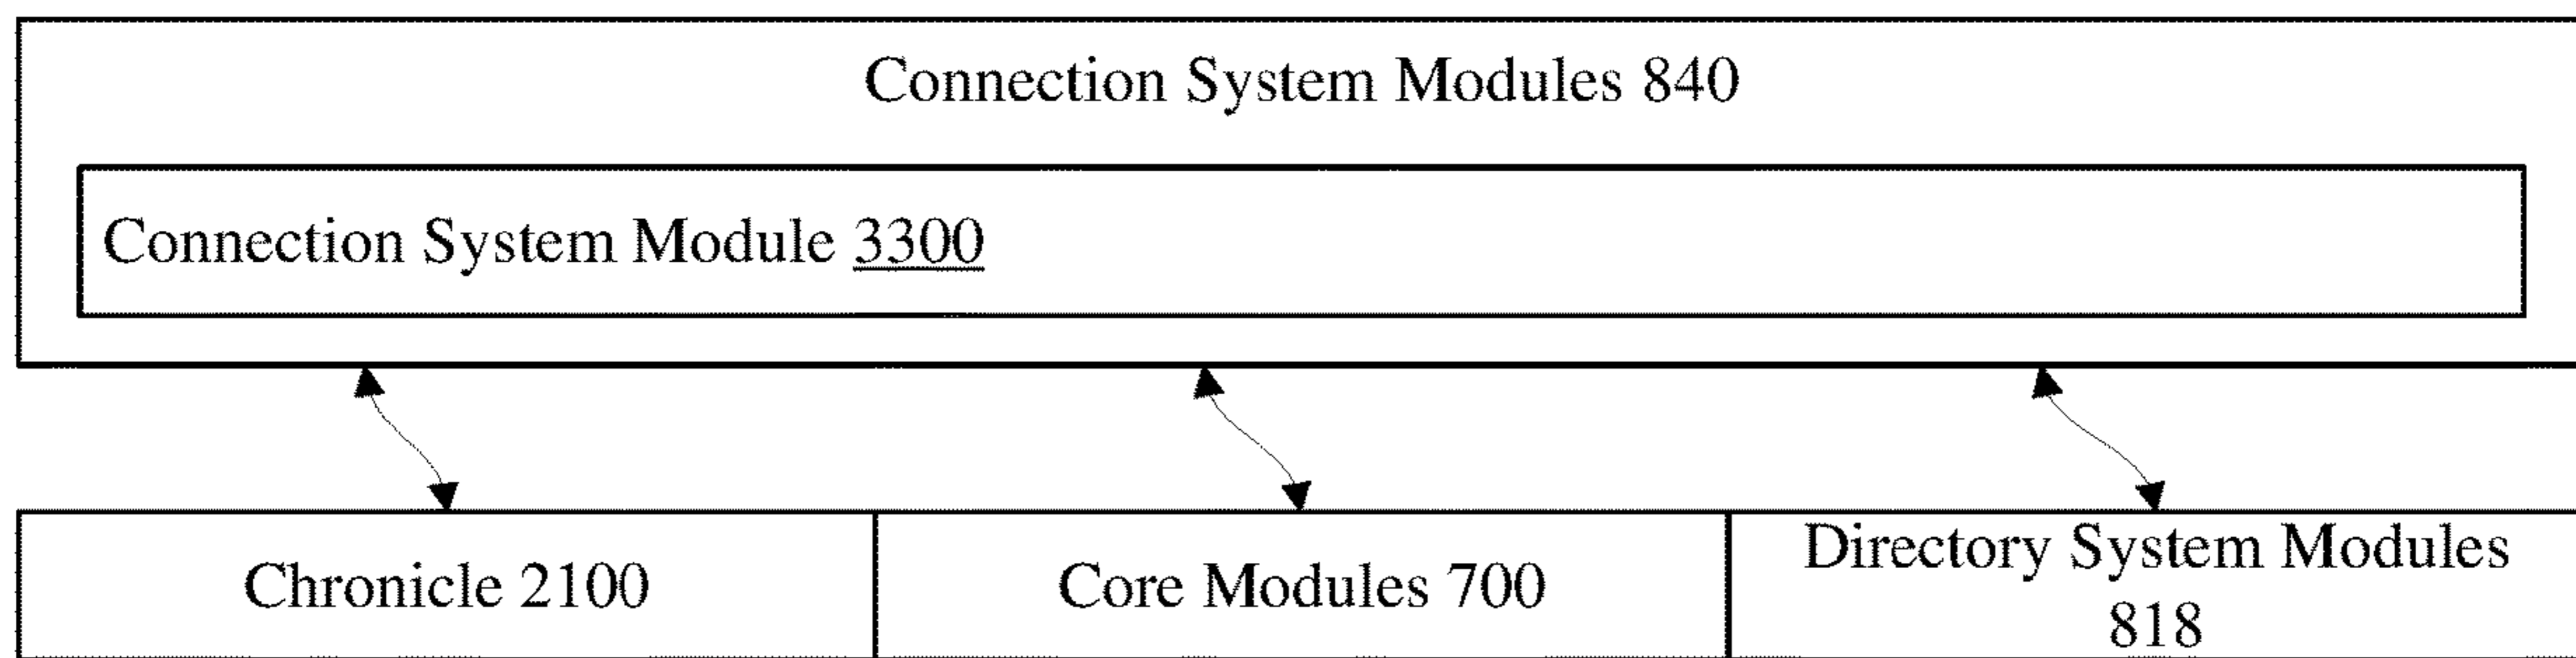 Connection System Modules 840
Connection System Module 3300
Chronicle 2100
Core Modules 700
Directory System Modules
818